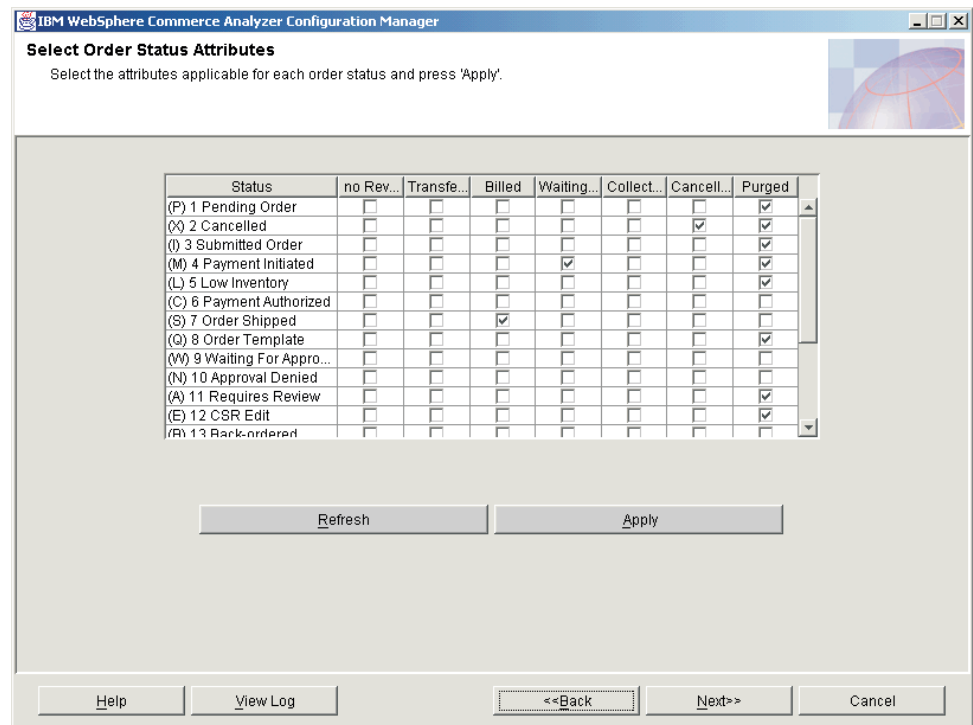 IBM WebSphere Commerce Analyzer Configuration Manager
Select Order Status Attributes
Select the attributes applicable for each order status and press 'Apply'.
Status no Rev... Transfe... Billed Waiting... Collect... Cancell... Purged
(P) 1 Pending Order
(X) 2 Cancelled
(I) 3 Submitted Order
(M) 4 Payment Initiated
(L) 5 Low Inventory
(C) 6 Payment Authorized
(S) 7 Order Shipped
(Q) 8 Order Template
(W) 9 Waiting For Appro...
(N) 10 Approval Denied
(A) 11 Requires Review
(E) 12 CSR Edit
(B) 13 Back-ordered
Refresh Apply
Help View Log <<Back Next>> Cancel